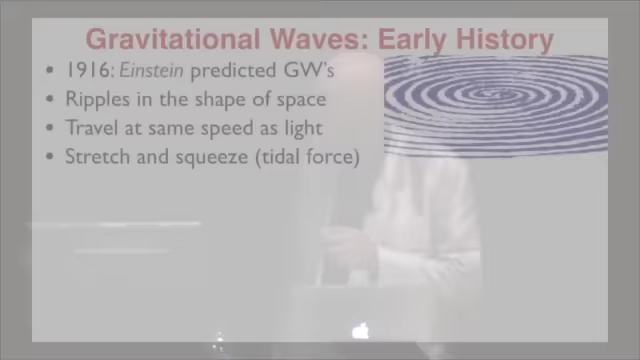 Gravitational Waves: Early History
• 1916: Einstein predicted GW's
• Ripples in the shape of space
• Travel at same speed as light
• Stretch and squeeze (tidal force)